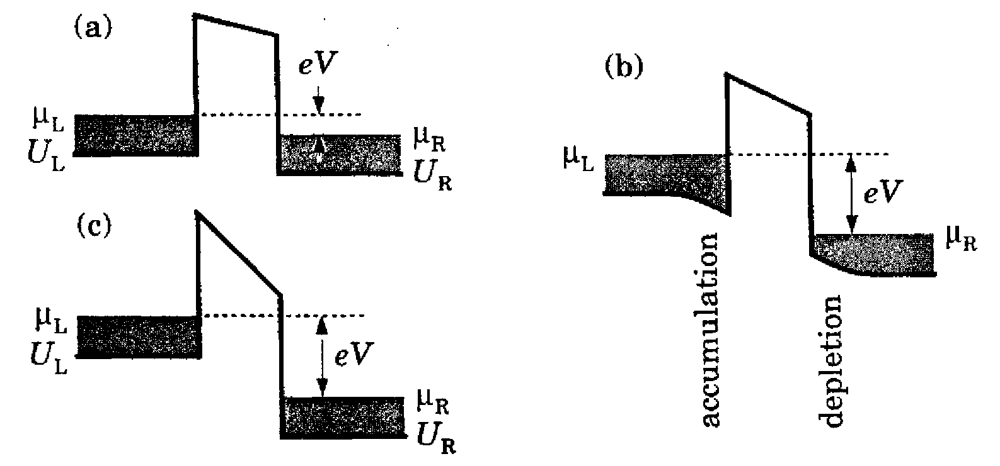 (a)
eV
μL
UL
μR
UR
(b)
μL
eV
μR
accumulation
depletion
(c)
μL
UL
eV
μR
UR